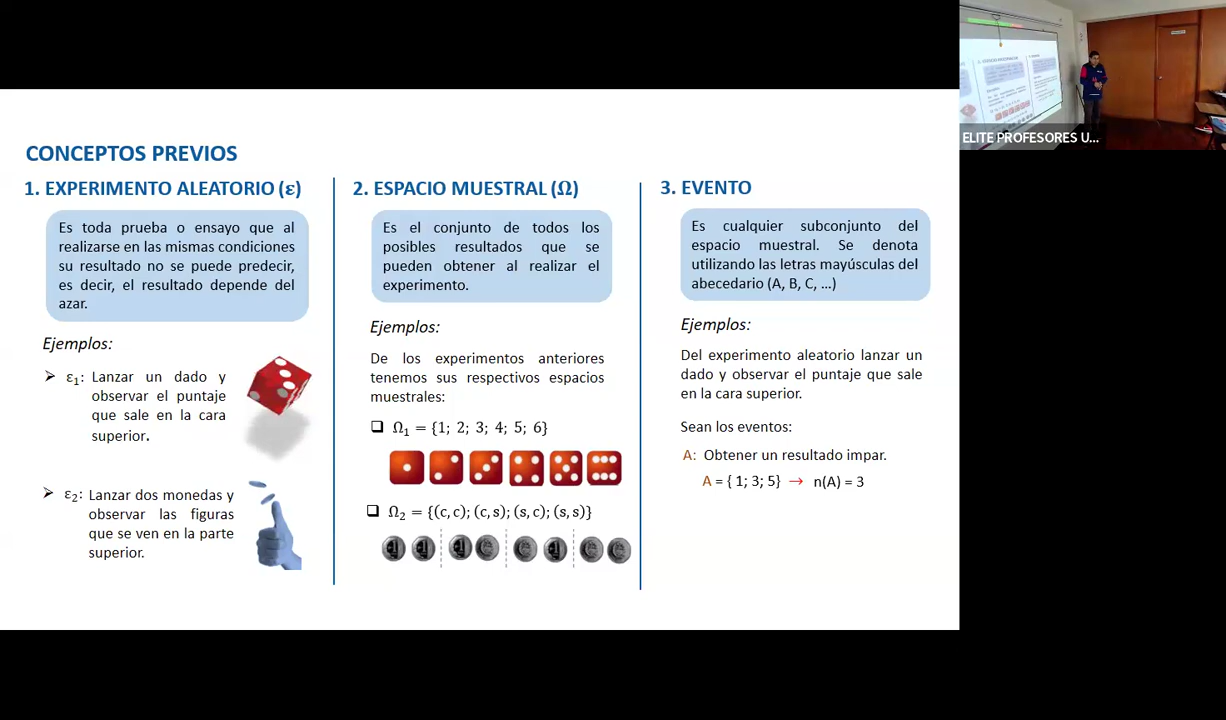 CONCEPTOS PREVIOS
1. EXPERIMENTO ALEATORIO (ε)
Es toda prueba o ensayo que al
realizarse en las mismas condiciones
su resultado no se puede predecir,
es decir, el resultado depende del
azar.
Ejemplos:
➢ ε₁: Lanzar un dado y
observar el puntaje
que sale en la cara
superior.
➢ ε₂: Lanzar dos monedas y
observar las figuras
que se ven en la parte
superior.
2. ESPACIO MUESTRAL (Ω)
Es el conjunto de todos los
posibles resultados que se
pueden obtener al realizar el
experimento.
Ejemplos:
De los experimentos anteriores
tenemos sus respectivos espacios
muestrales:
❑ Ω₁ = {1; 2; 3; 4; 5; 6}
❑ Ω₂ = {(c, c); (c, s); (s, c); (s, s)}
3. EVENTO
Es cualquier subconjunto del
espacio muestral. Se denota
utilizando las letras mayúsculas del
abecedario (A, B, C, ...)
Ejemplos:
Del experimento aleatorio lanzar un
dado y observar el puntaje que sale
en la cara superior.
Sean los eventos:
A: Obtener un resultado impar.
A = { 1; 3; 5} → n(A) = 3
ELITE PROFESORES U...